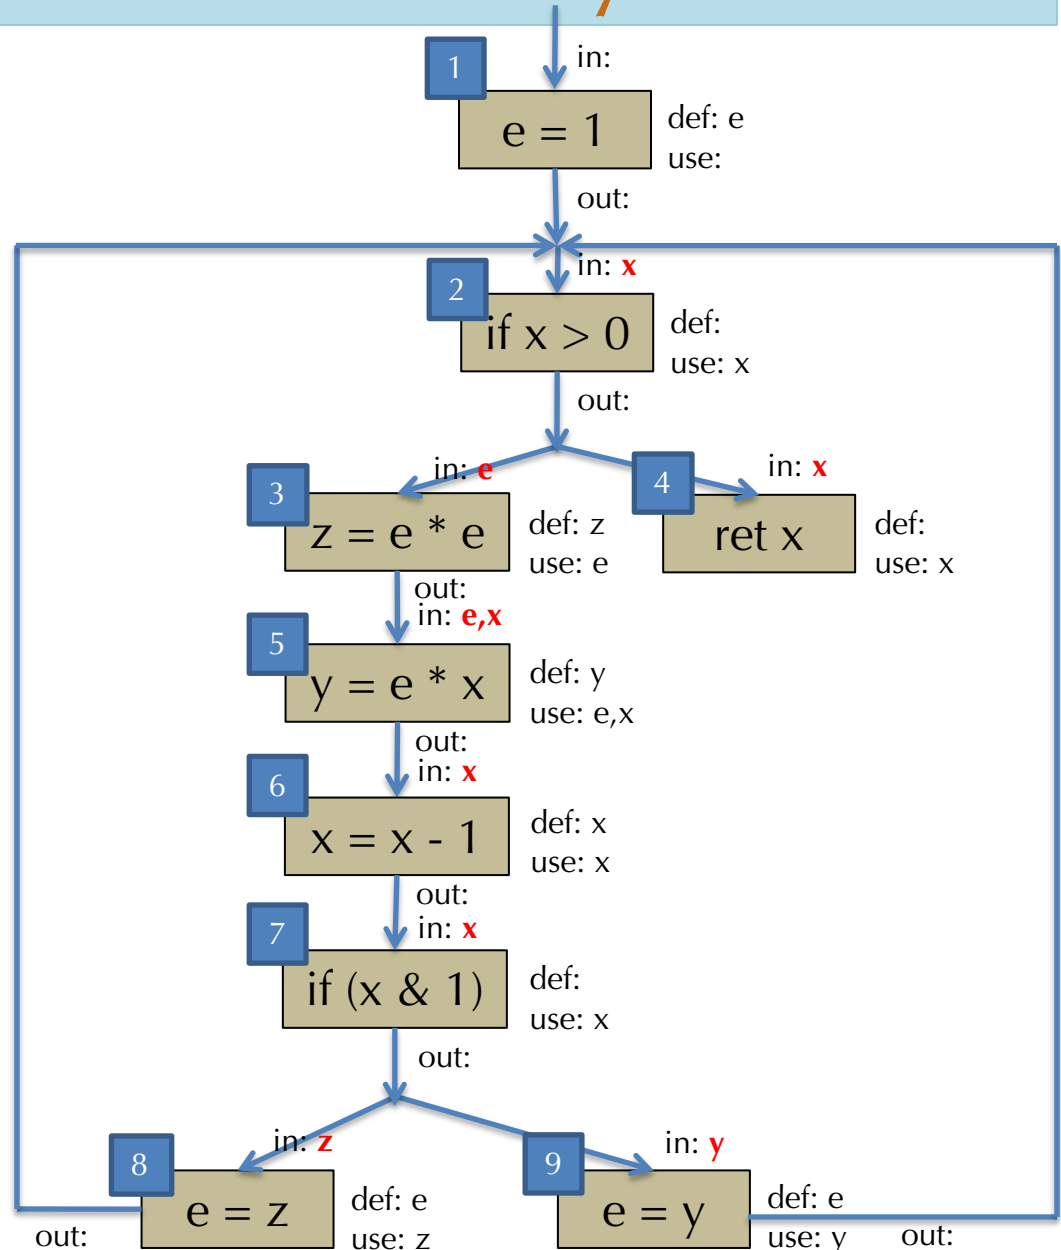 1
in:
e = 1
def: e
use:
out:
in: x
2
if x > 0
def:
use: x
out:
in: e
3
z = e * e
def: z
use: e
out:
in: x
4
ret x
def:
use: x
in: e,x
5
y = e * x
def: y
use: e,x
out:
in: x
6
x = x - 1
def: x
use: x
out:
in: x
7
if (x & 1)
def:
use: x
out:
in: z
8
e = z
def: e
use: z
out:
in: y
9
e = y
def: e
use: y
out: